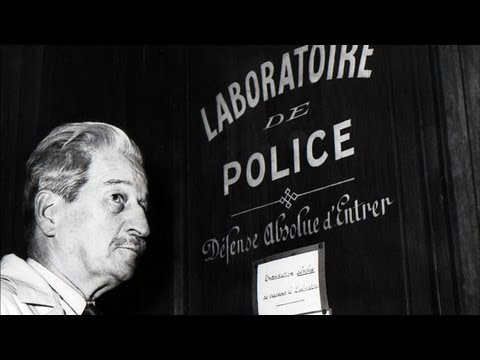 LABORATOIRE
DE
POLICE
Défense Absolue d'Entrer